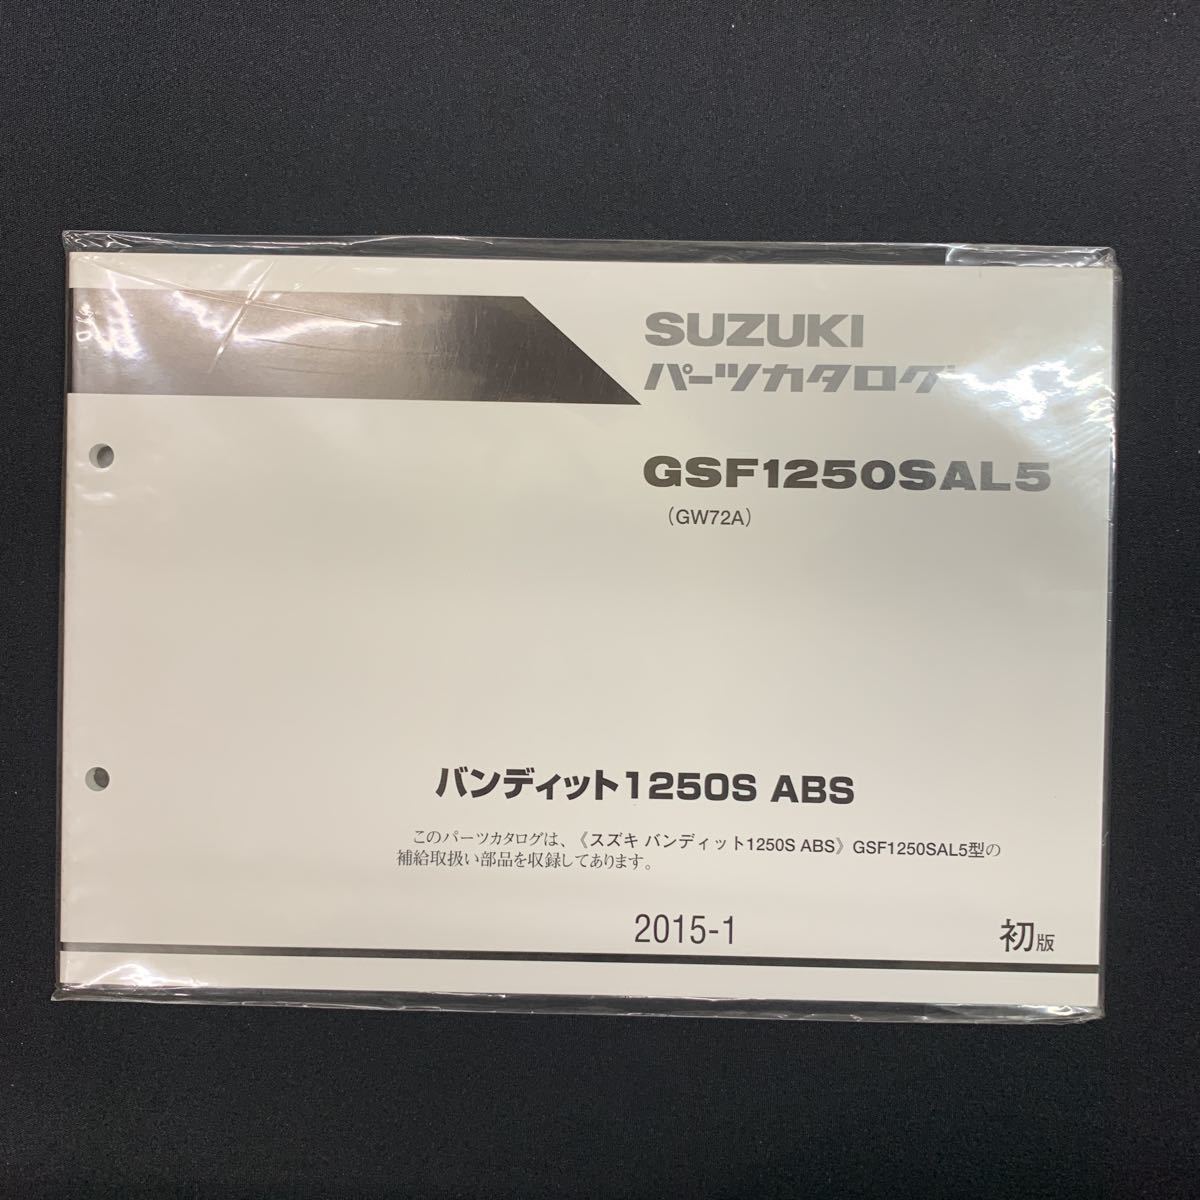 SUZUKI
パーツカタログ
GSF1250SAL5
(GW72A)
バンディット1250S ABS
このパーツカタログは、《スズキ バンディット1250S ABS》GSF1250SAL5型の
補給取扱い部品を収録してあります。
2015-1
初版